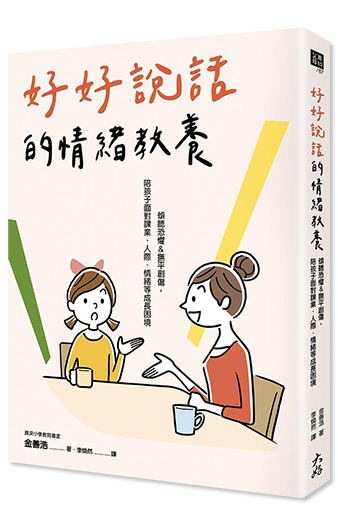 好好說話
的情緒教養
傾聽恐懼&撫平創傷，
陪孩子面對課業、人際、情緒等成長困境
資深小學教育專家
金善浩——著・李煥然——譯
好好說話的情緒教養
傾聽恐懼&撫平創傷，
陪孩子面對課業、人際、情緒等成長困境
金善浩 著
李煥然 譯
大好